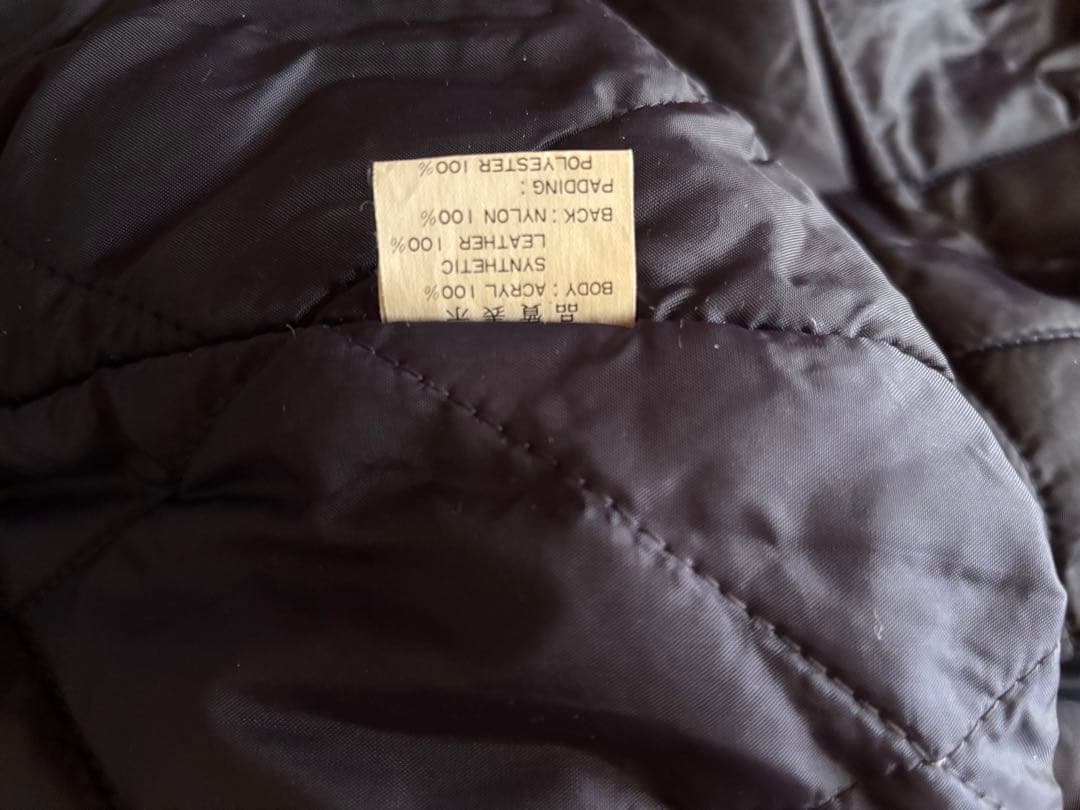 品質表示
BODY : ACRYL 100%
SYNTHETIC
LEATHER 100%
BACK : NYLON 100%
PADDING :
POLYESTER 100%